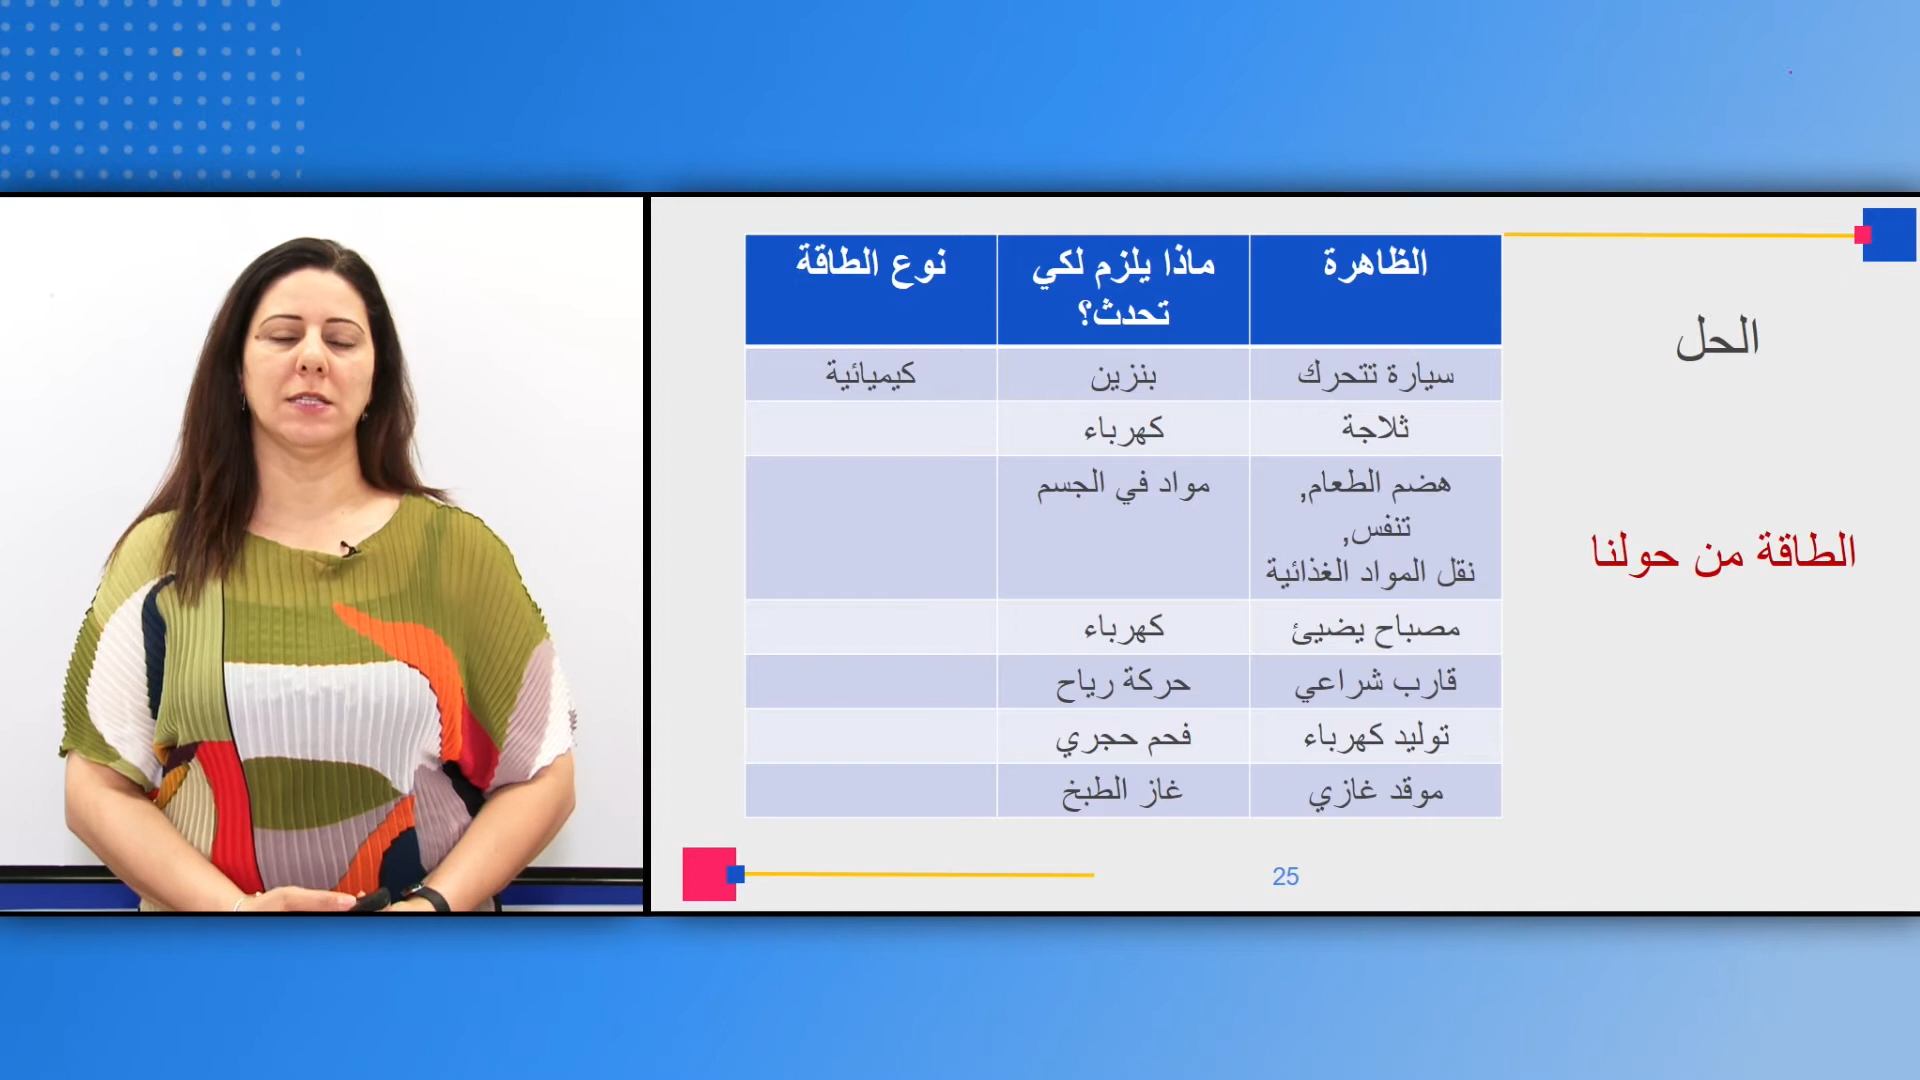 الحل
الطاقة من حولنا
الظاهرة
ماذا يلزم لكي
تحدث؟
نوع الطاقة
سيارة تتحرك
بنزين
كيميائية
ثلاجة
كهرباء
هضم الطعام,
تنفس,
نقل المواد الغذائية
مواد في الجسم
مصباح يضيئ
كهرباء
قارب شراعي
حركة رياح
توليد كهرباء
فحم حجري
موقد غازي
غاز الطبخ
25